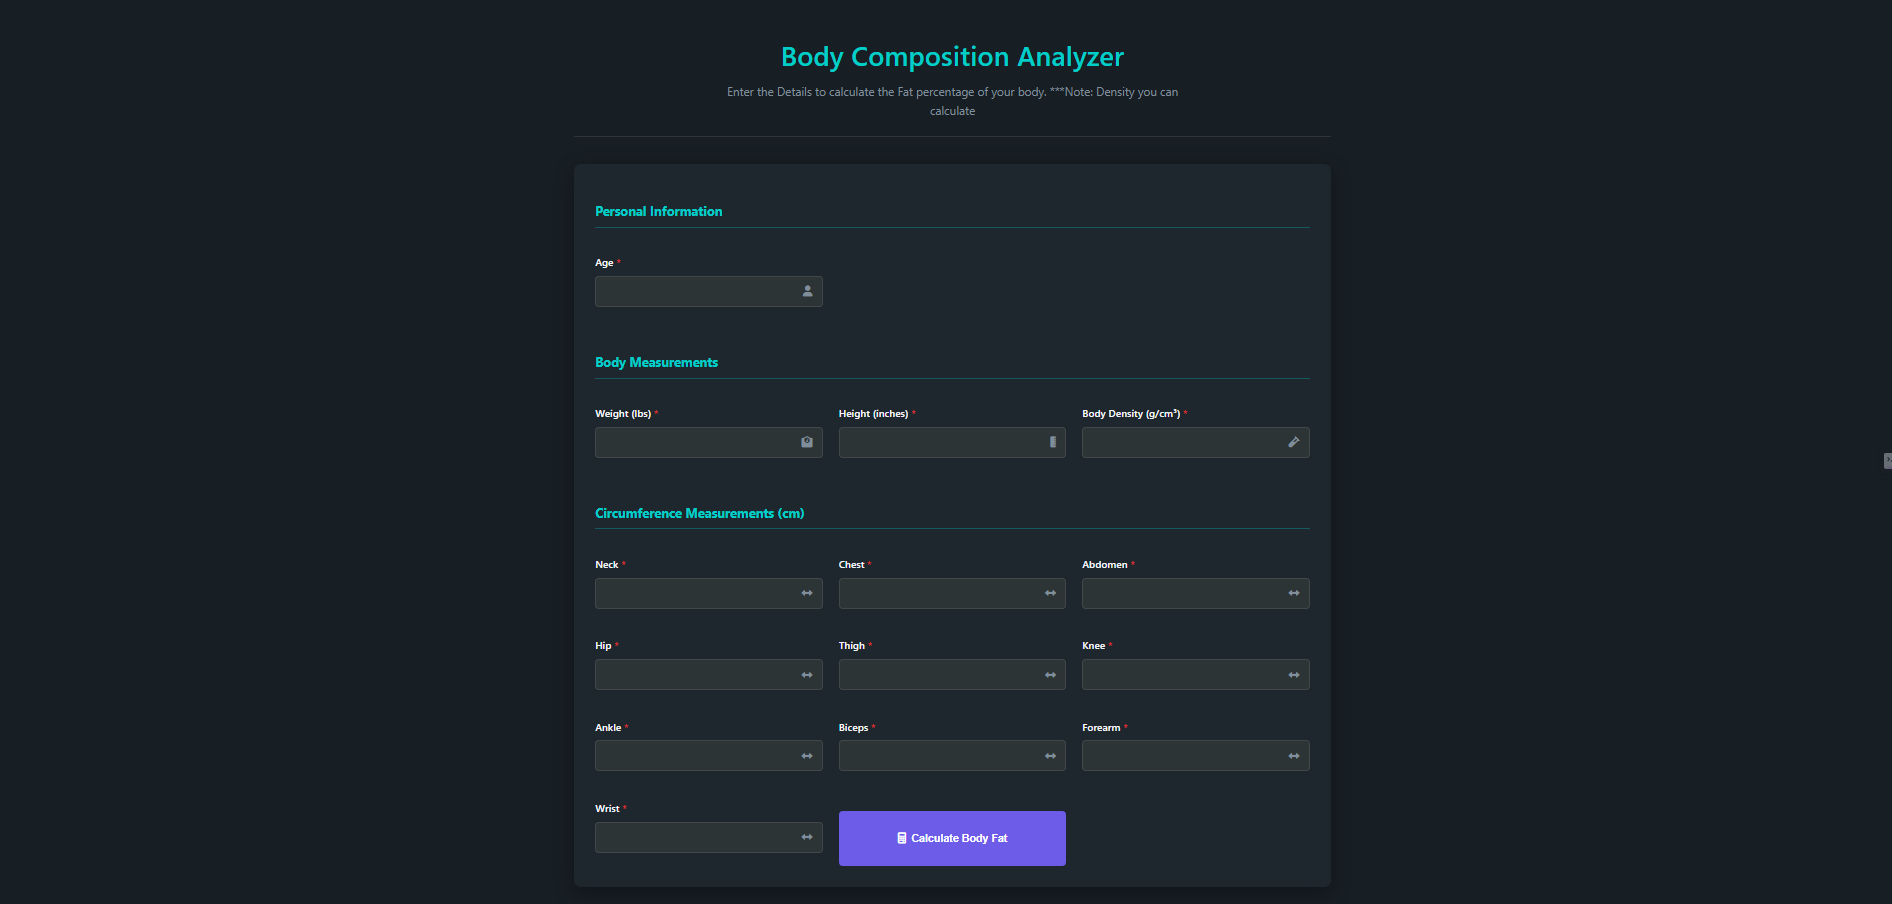 Body Composition Analyzer
Enter the Details to calculate the Fat percentage of your body. ***Note: Density you can
calculate
Personal Information
Age *
Body Measurements
Weight (lbs) *
Height (inches) *
Body Density (g/cm³) *
Circumference Measurements (cm)
Neck *
Chest *
Abdomen *
Hip *
Thigh *
Knee *
Ankle *
Biceps *
Forearm *
Wrist *
Calculate Body Fat